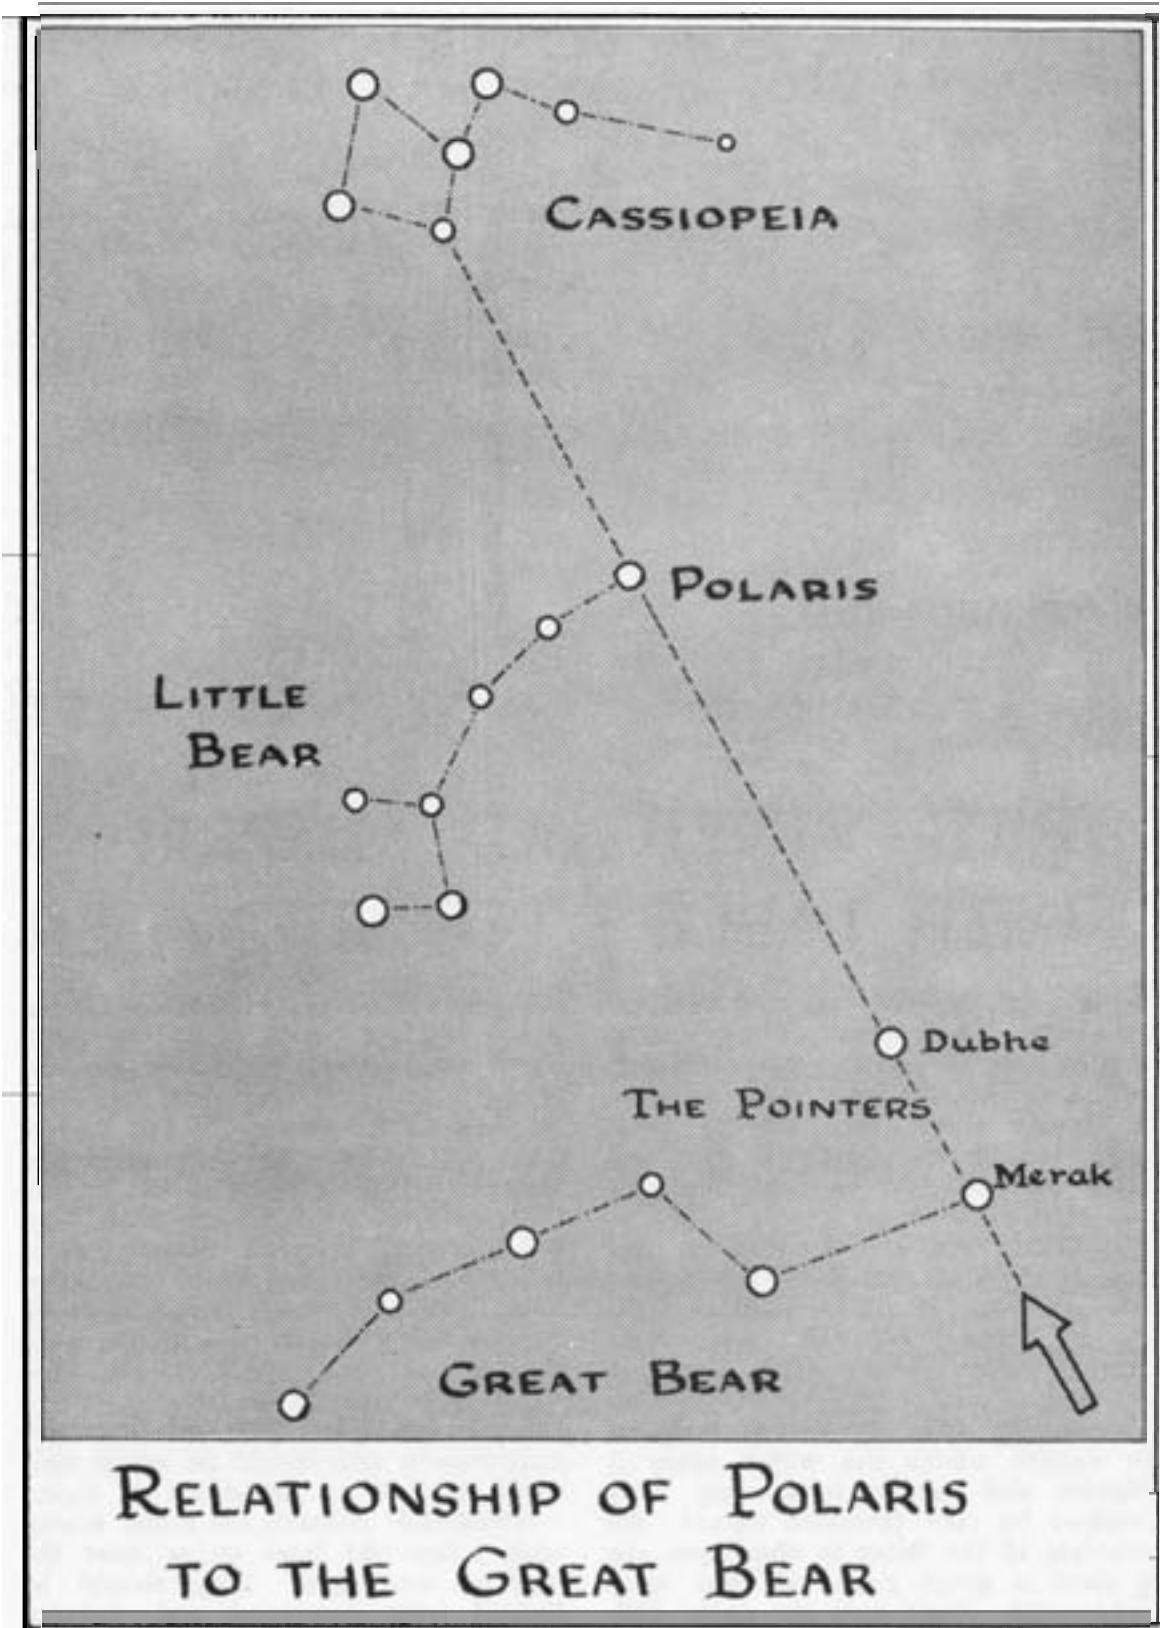 CASSIOPEIA
POLARIS
LITTLE
BEAR
Dubhe
THE POINTERS
Merak
GREAT BEAR
RELATIONSHIP OF POLARIS
TO THE GREAT BEAR